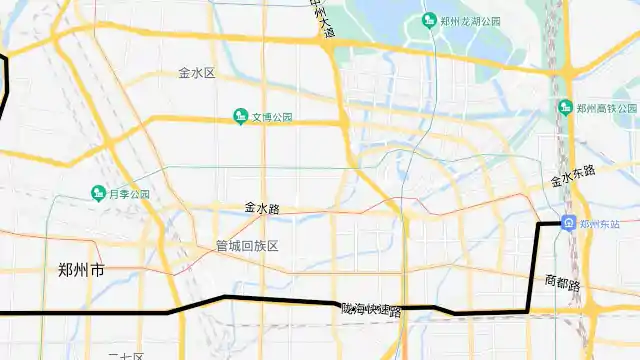 中州大道
郑州龙湖公园
金水区
郑州高铁公园
文博公园
金水东路
月季公园
金水路
郑州东站
管城回族区
郑州市
商都路
陇海快速路
二七区